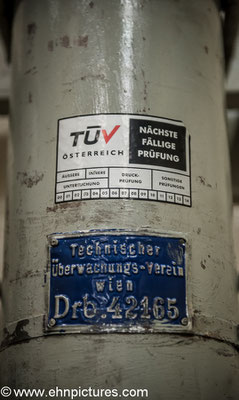 TÜV
ÖSTERREICH
NÄCHSTE
FÄLLIGE
PRÜFUNG
ÄUSSERE INNERE
UNTERSUCHUNG
DRUCK-
PRÜFUNG
SONSTIGE
PRÜFUNGEN
Technischer
Überwachungs-Verein
Wien
Drb.42165
© www.ehnpictures.com